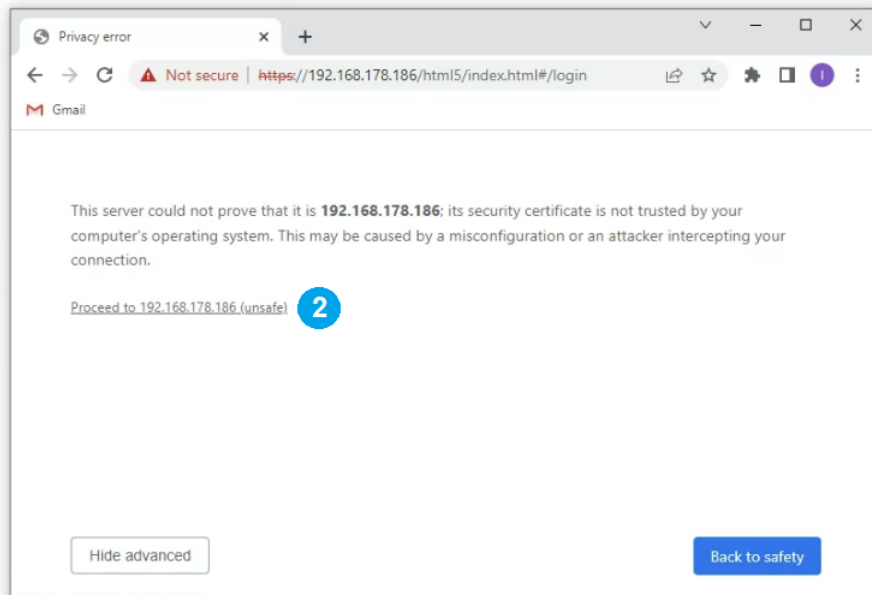 Privacy error
Not secure | https://192.168.178.186/html5/index.html#/login
I
Gmail
This server could not prove that it is 192.168.178.186; its security certificate is not trusted by your
computer's operating system. This may be caused by a misconfiguration or an attacker intercepting your
connection.
Proceed to 192.168.178.186 (unsafe) 2
Hide advanced
Back to safety